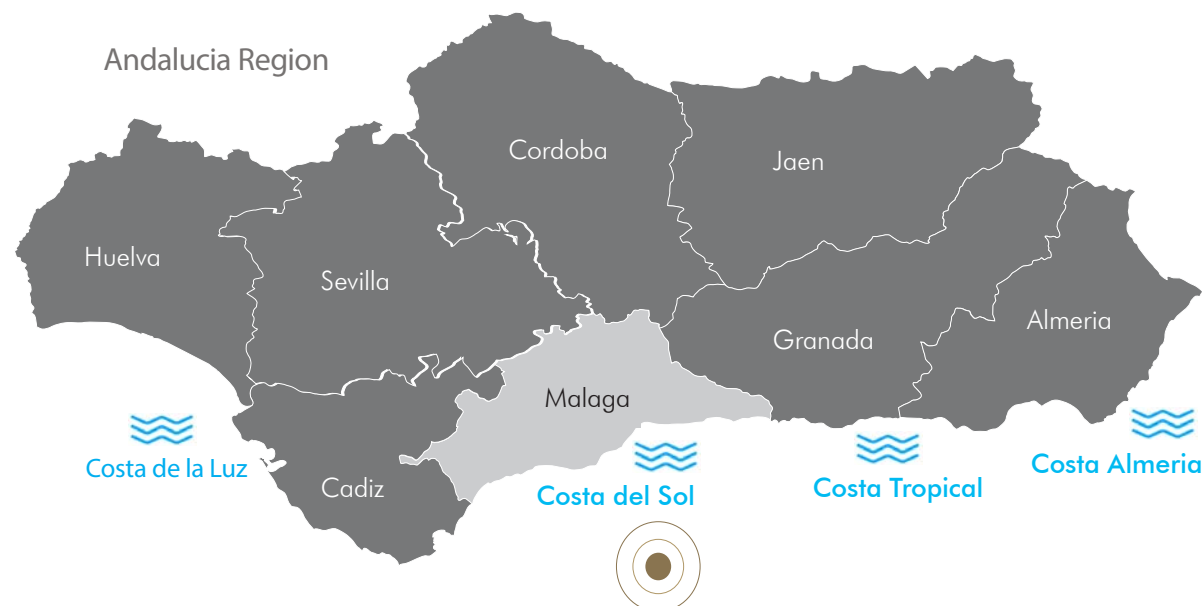 Andalucia Region
Cordoba
Jaen
Huelva
Sevilla
Almeria
Granada
Malaga
Costa de la Luz
Cadiz
Costa del Sol
Costa Tropical
Costa Almeria